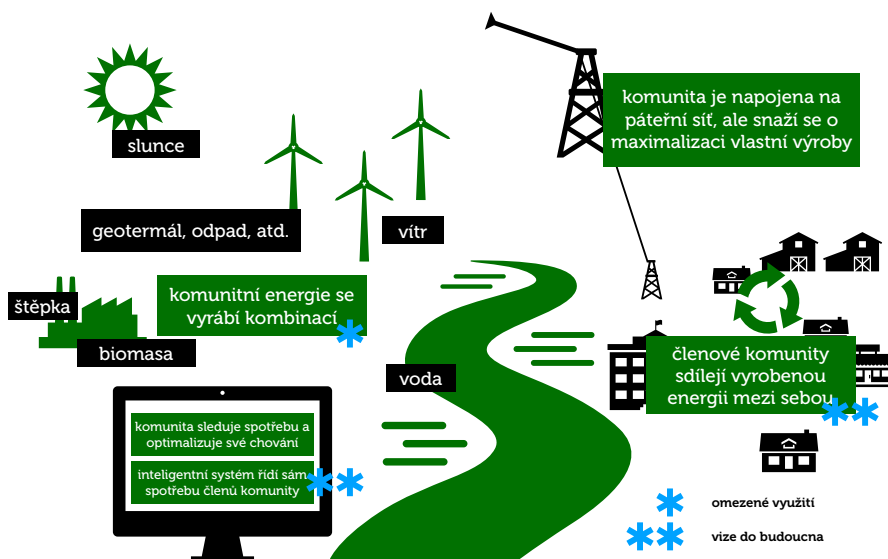 slunce
komunita je napojena na
páteřní síť, ale snaží se o
maximalizaci vlastní výroby
geotermál, odpad, atd.
vítr
štěpka
komunitní energie se
vyrábí kombinací
biomasa
voda
členové komunity
sdílejí vyrobenou
energii mezi sebou
komunita sleduje spotřebu a
optimalizuje své chování
inteligentní systém řídí sám
spotřebu členů komunity
omezené využití
vize do budoucna